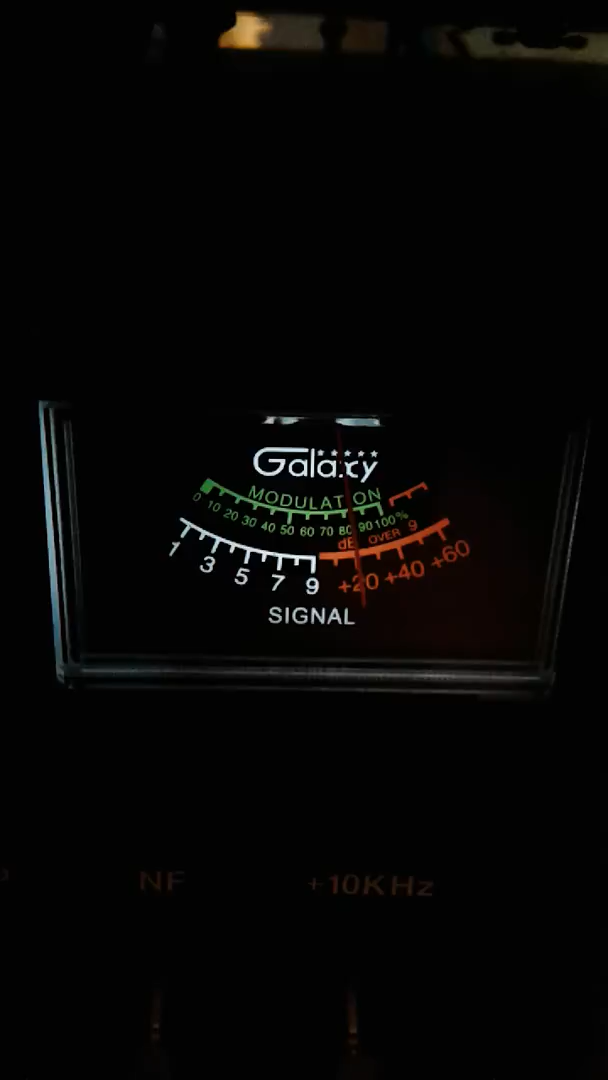 Galaxy
MODULATION
0 10 20 30 40 50 60 70 80 90 100%
dB OVER 9
1 3 5 7 9 +20 +40 +60
SIGNAL
NF +10KHz